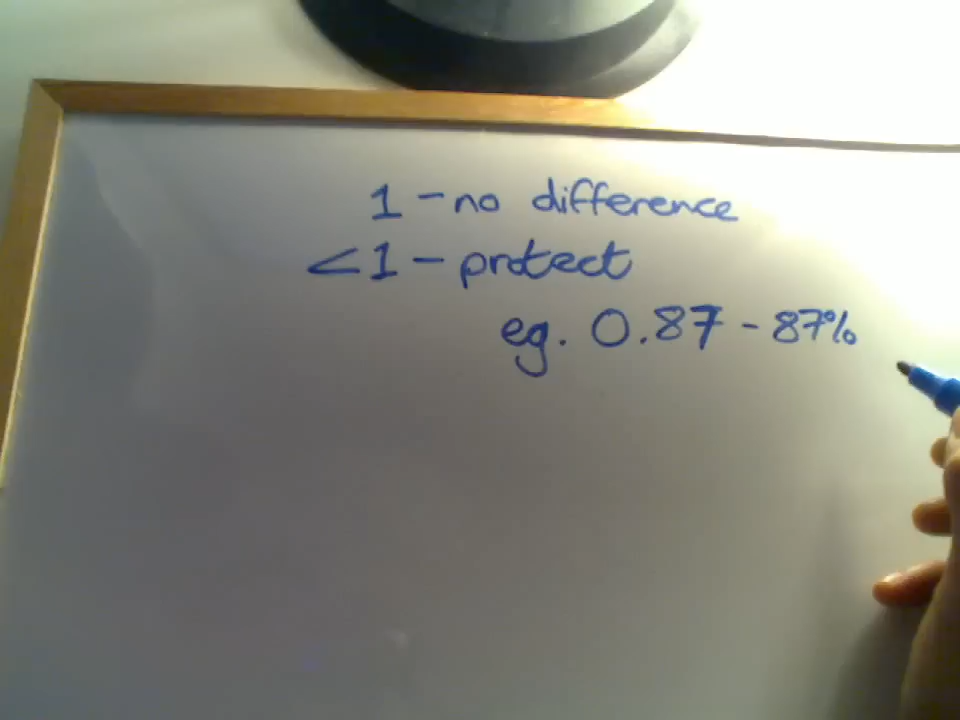 1 - no difference
<1 - protect
eg. 0.87 - 87%